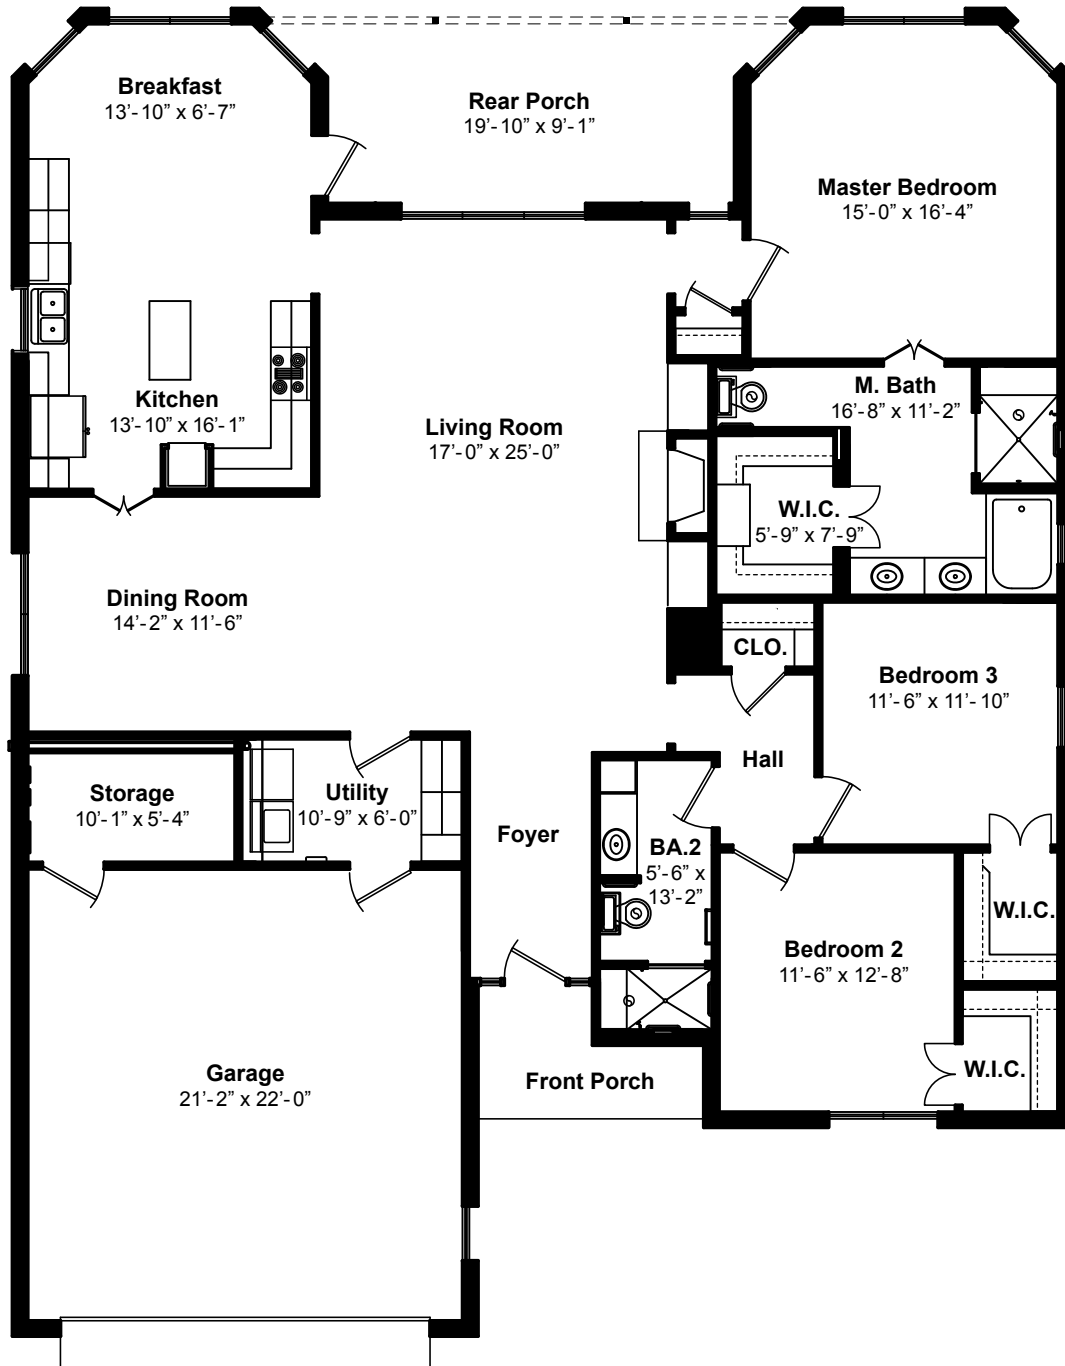 Breakfast
13’-10” x 6’-7”
Rear Porch
19’-10” x 9’-1”
Master Bedroom
15’-0” x 16’-4”
Kitchen
13’-10” x 16’-1”
Living Room
17’-0” x 25’-0”
M. Bath
16’-8” x 11’-2”
W.I.C.
5’-9” x 7’-9”
Dining Room
14’-2” x 11’-6”
CLO.
Bedroom 3
11’-6” x 11’-10”
Hall
Storage
10’-1” x 5’-4”
Utility
10’-9” x 6’-0”
Foyer
BA.2
5’-6” x
13’-2”
W.I.C.
Bedroom 2
11’-6” x 12’-8”
W.I.C.
Garage
21’-2” x 22’-0”
Front Porch